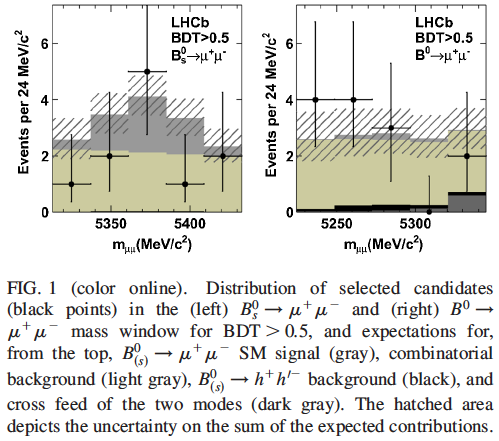 LHCb
BDT>0.5
B⁰ₛ→μ⁺μ⁻
Events per 24 MeV/c²
6
4
2
0
5350
5400
m_μμ(MeV/c²)
LHCb
BDT>0.5
B⁰→μ⁺μ⁻
Events per 24 MeV/c²
6
4
2
0
5250
5300
m_μμ(MeV/c²)
FIG. 1 (color online). Distribution of selected candidates
(black points) in the (left) B⁰ₛ → μ⁺μ⁻ and (right) B⁰ →
μ⁺μ⁻ mass window for BDT > 0.5, and expectations for,
from the top, B⁰₍ₛ₎ → μ⁺μ⁻ SM signal (gray), combinatorial
background (light gray), B⁰₍ₛ₎ → h⁺h′⁻ background (black), and
cross feed of the two modes (dark gray). The hatched area
depicts the uncertainty on the sum of the expected contributions.